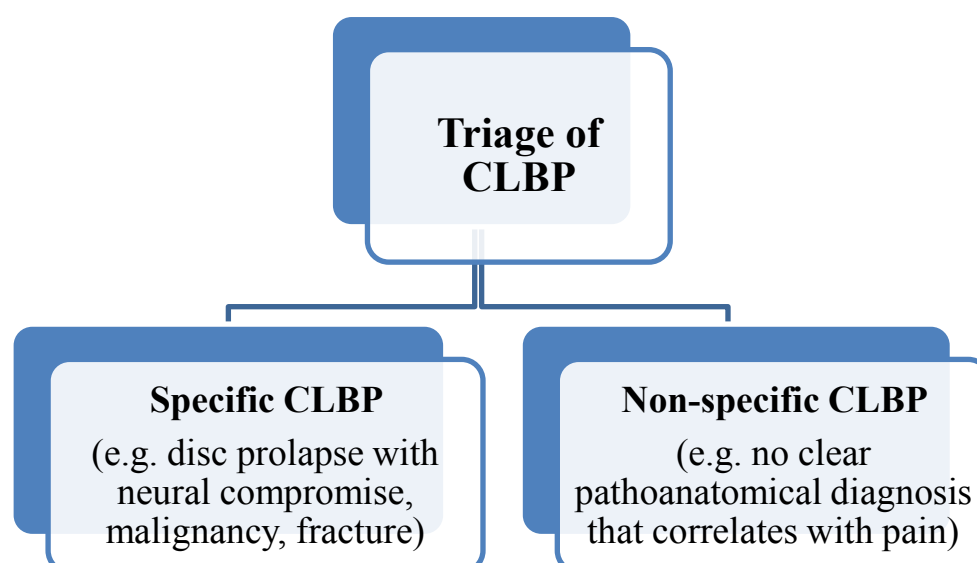 Triage of
CLBP
Specific CLBP
(e.g. disc prolapse with
neural compromise,
malignancy, fracture)
Non-specific CLBP
(e.g. no clear
pathoanatomical diagnosis
that correlates with pain)